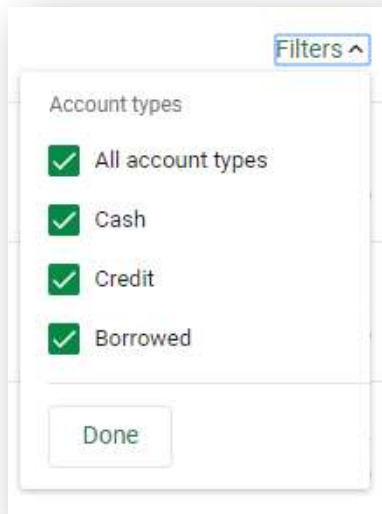 Filters
Account types
All account types
Cash
Credit
Borrowed
Done